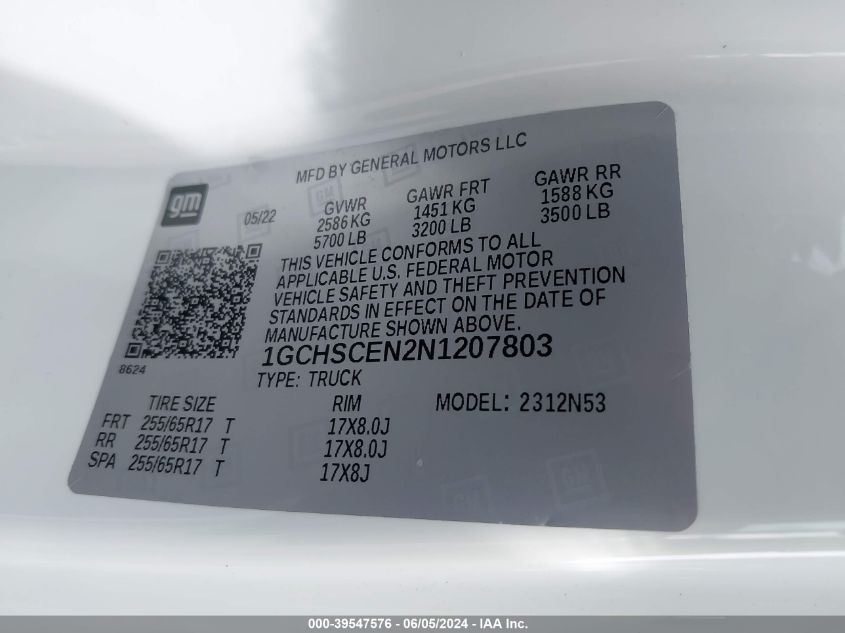 MFD BY GENERAL MOTORS LLC
gm
05/22
GVWR GAWR FRT GAWR RR
2586 KG 1451 KG 1588 KG
5700 LB 3200 LB 3500 LB
THIS VEHICLE CONFORMS TO ALL
APPLICABLE U.S. FEDERAL MOTOR
VEHICLE SAFETY AND THEFT PREVENTION
STANDARDS IN EFFECT ON THE DATE OF
MANUFACTURE SHOWN ABOVE.
8624
1GCHSCEN2N1207803
TYPE: TRUCK
TIRE SIZE RIM MODEL: 2312N53
FRT 255/65R17 T 17X8.0J
RR 255/65R17 T 17X8.0J
SPA 255/65R17 T 17X8J
000-39547576 - 06/05/2024 - IAA Inc.